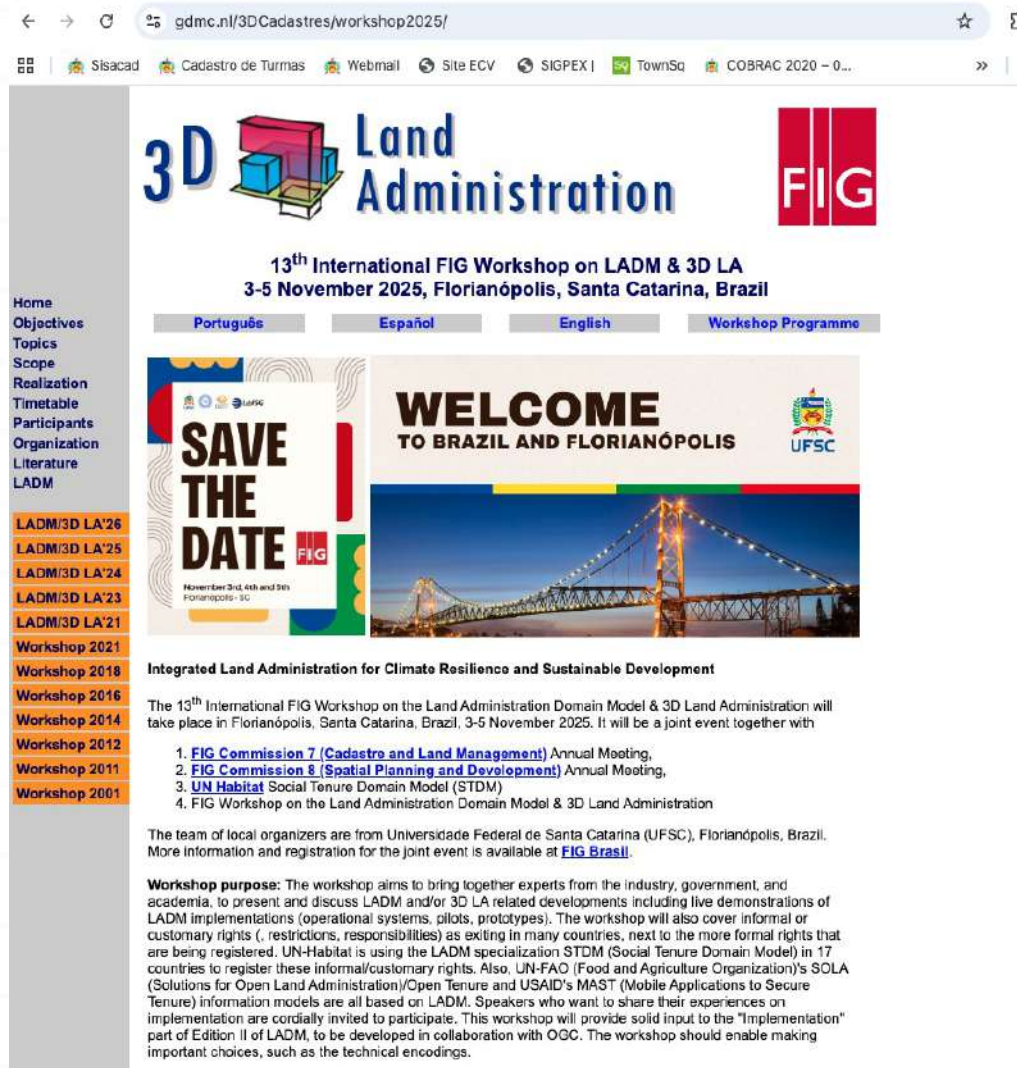 gdmc.nl/3DCadastres/workshop2025/
Sisacad
Cadastro de Turmas
Webmail
Site ECV
SIGPEX |
TownSq
COBRAC 2020 – 0...
»
3D Land
Administration
FIG
13th International FIG Workshop on LADM & 3D LA
3-5 November 2025, Florianópolis, Santa Catarina, Brazil
Home
Objectives
Topics
Scope
Realization
Timetable
Participants
Organization
Literature
LADM
LADM/3D LA'26
LADM/3D LA'25
LADM/3D LA'24
LADM/3D LA'23
LADM/3D LA'21
Workshop 2021
Workshop 2018
Workshop 2016
Workshop 2014
Workshop 2012
Workshop 2011
Workshop 2001
Português
Español
English
Workshop Programme
SAVE
THE
DATE
FIG
November 3rd, 4th and 5th
Florianopolis - SC
WELCOME
TO BRAZIL AND FLORIANÓPOLIS
UFSC
Integrated Land Administration for Climate Resilience and Sustainable Development
The 13th International FIG Workshop on the Land Administration Domain Model & 3D Land Administration will
take place in Florianópolis, Santa Catarina, Brazil, 3-5 November 2025. It will be a joint event together with
1. FIG Commission 7 (Cadastre and Land Management) Annual Meeting,
2. FIG Commission 8 (Spatial Planning and Development) Annual Meeting,
3. UN Habitat Social Tenure Domain Model (STDM)
4. FIG Workshop on the Land Administration Domain Model & 3D Land Administration
The team of local organizers are from Universidade Federal de Santa Catarina (UFSC), Florianópolis, Brazil.
More information and registration for the joint event is available at FIG Brasil.
Workshop purpose: The workshop aims to bring together experts from the industry, government, and
academia, to present and discuss LADM and/or 3D LA related developments including live demonstrations of
LADM implementations (operational systems, pilots, prototypes). The workshop will also cover informal or
customary rights (, restrictions, responsibilities) as exiting in many countries, next to the more formal rights that
are being registered. UN-Habitat is using the LADM specialization STDM (Social Tenure Domain Model) in 17
countries to register these informal/customary rights. Also, UN-FAO (Food and Agriculture Organization)'s SOLA
(Solutions for Open Land Administration)/Open Tenure and USAID's MAST (Mobile Applications to Secure
Tenure) information models are all based on LADM. Speakers who want to share their experiences on
implementation are cordially invited to participate. This workshop will provide solid input to the "Implementation"
part of Edition II of LADM, to be developed in collaboration with OGC. The workshop should enable making
important choices, such as the technical encodings.